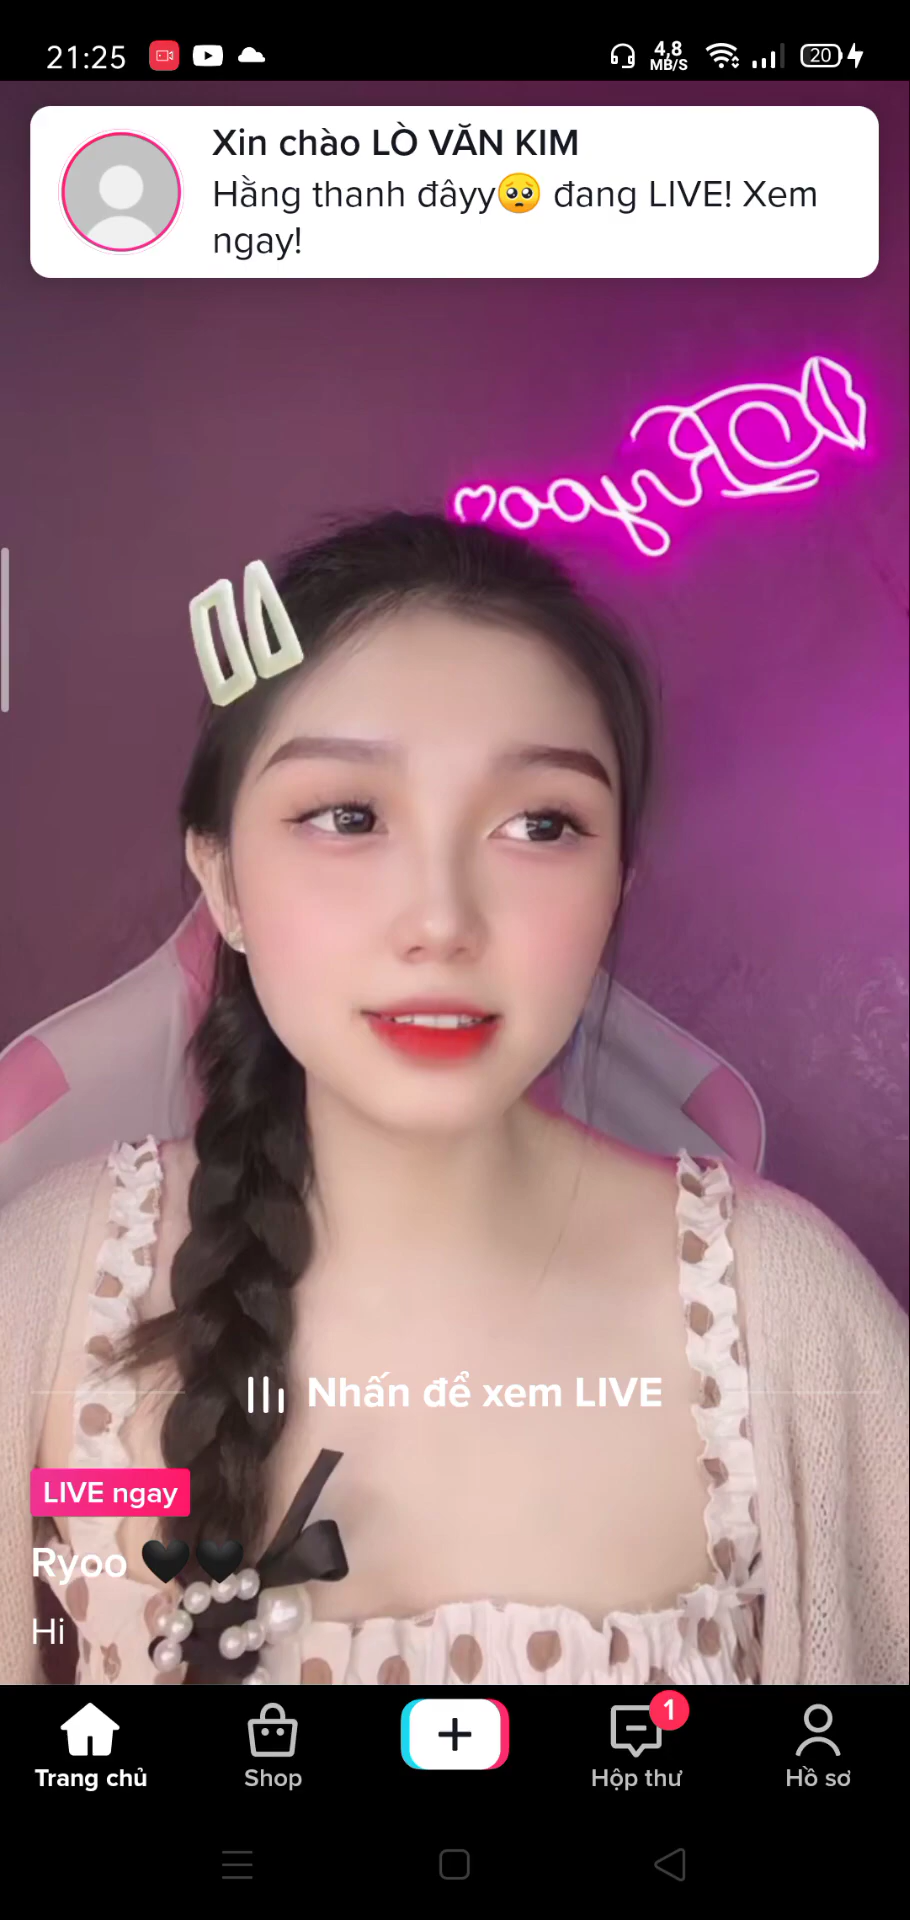 21:25
4,8
MB/S
20
Xin chào LÒ VĂN KIM
Hằng thanh đâyy🥺 đang LIVE! Xem
ngay!
Ryoo
Nhấn để xem LIVE
LIVE ngay
Ryoo 🖤🖤
Hi
1
Trang chủ
Shop
Hộp thư
Hồ sơ